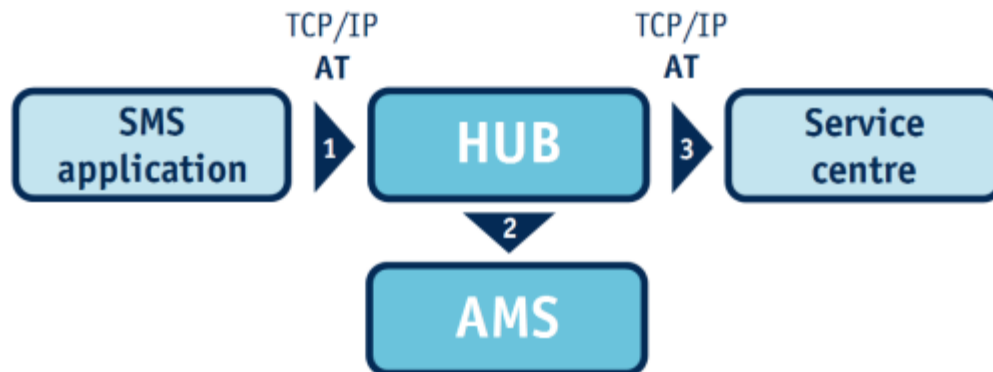 TCP/IP
AT
TCP/IP
AT
SMS
application
1
HUB
3
Service
centre
2
AMS